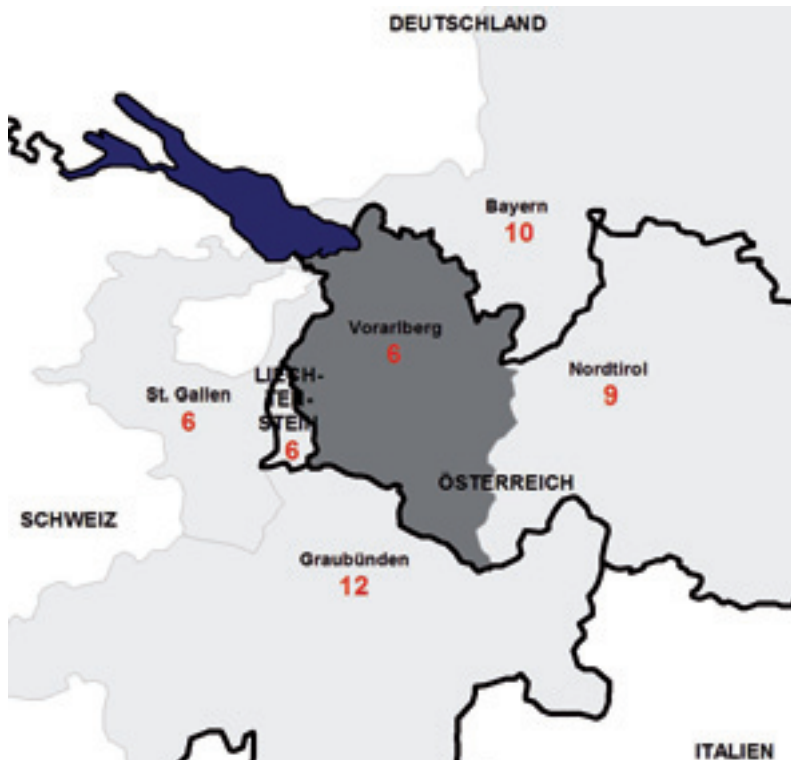 DEUTSCHLAND
Bayern
10
Vorarlberg
6
Nordtirol
9
LIECH-
TEN-
STEIN
6
St. Gallen
6
ÖSTERREICH
SCHWEIZ
Graubünden
12
ITALIEN